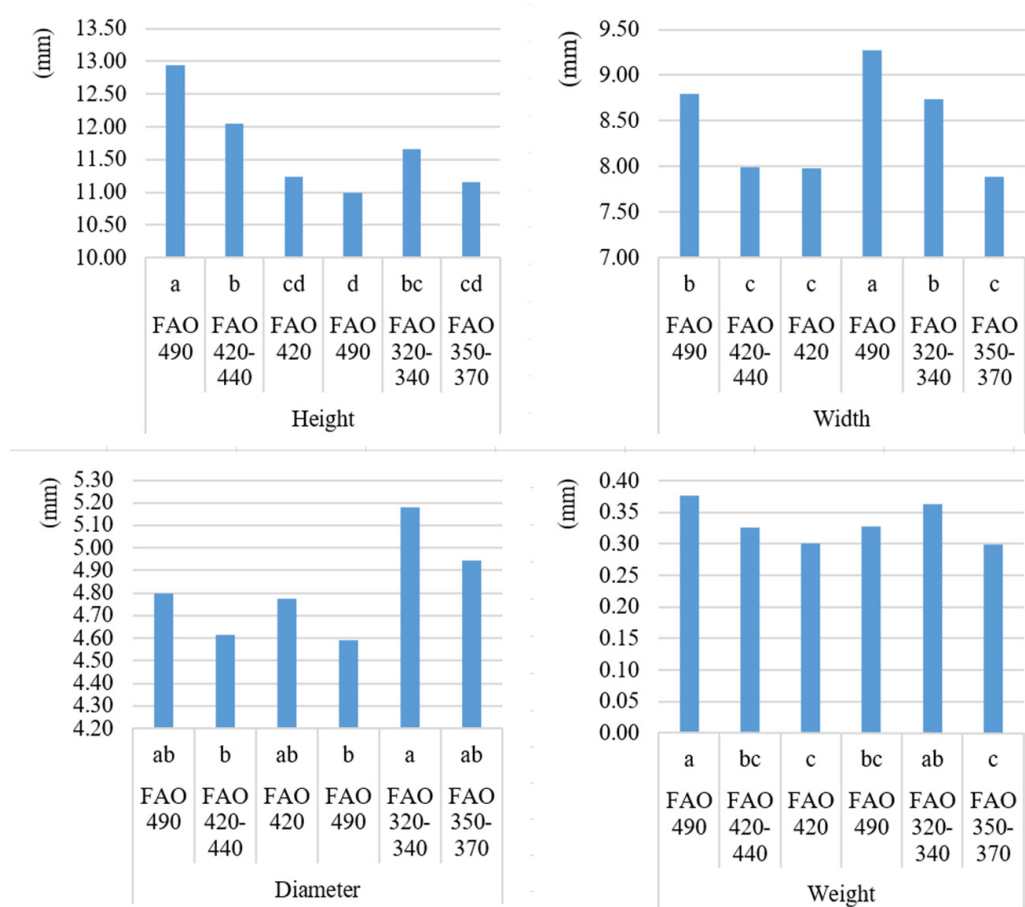 (mm)
13.50
13.00
12.50
12.00
11.50
11.00
10.50
10.00
a b cd d bc cd
FAO FAO FAO FAO FAO FAO
490 420- 420 490 320- 350-
440 340 370
Height
(mm)
9.50
9.00
8.50
8.00
7.50
7.00
b c c a b c
FAO FAO FAO FAO FAO FAO
490 420- 420 490 320- 350-
440 340 370
Width
(mm)
5.30
5.20
5.10
5.00
4.90
4.80
4.70
4.60
4.50
4.40
4.30
4.20
ab b ab b a ab
FAO FAO FAO FAO FAO FAO
490 420- 420 490 320- 350-
440 340 370
Diameter
(mm)
0.40
0.35
0.30
0.25
0.20
0.15
0.10
0.05
0.00
a bc c bc ab c
FAO FAO FAO FAO FAO FAO
490 420- 420 490 320- 350-
440 340 370
Weight